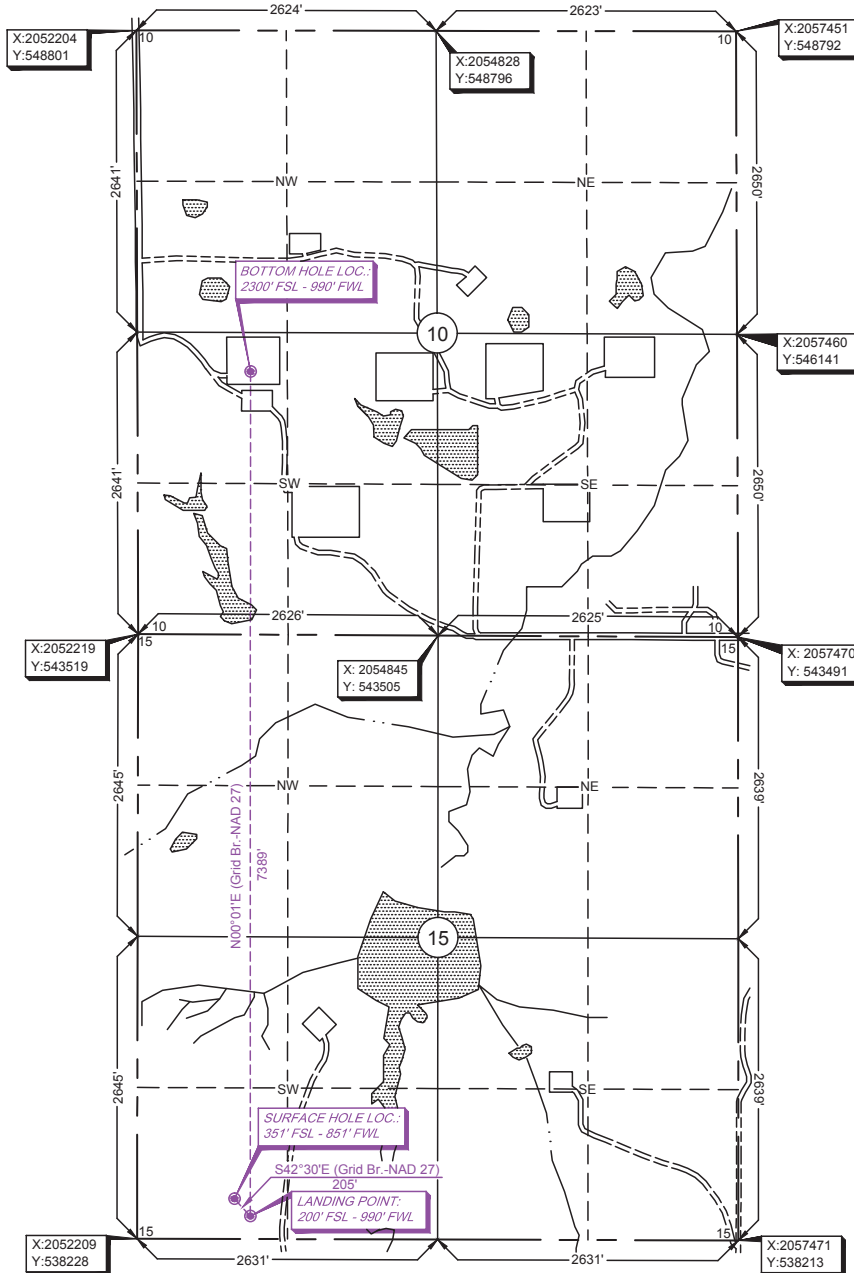 2624'
2623'
X:2052204
Y:548801
10
X:2054828
Y:548796
10
X:2057451
Y:548792
2641'
NW
NE
2650'
BOTTOM HOLE LOC.:
2300' FSL - 990' FWL
10
X:2057460
Y:546141
2641'
SW
SE
2650'
10
2626'
2625'
10
15
15
X:2052219
Y:543519
X: 2054845
Y: 543505
X: 2057470
Y: 543491
2645'
NW
NE
2639'
N00°01'E (Grid Br.-NAD 27)
7389'
15
2645'
SW
SE
2639'
SURFACE HOLE LOC.:
351' FSL - 851' FWL
S42°30'E (Grid Br.-NAD 27)
205'
LANDING POINT:
200' FSL - 990' FWL
15
15
X:2052209
Y:538228
2631'
2631'
X:2057471
Y:538213